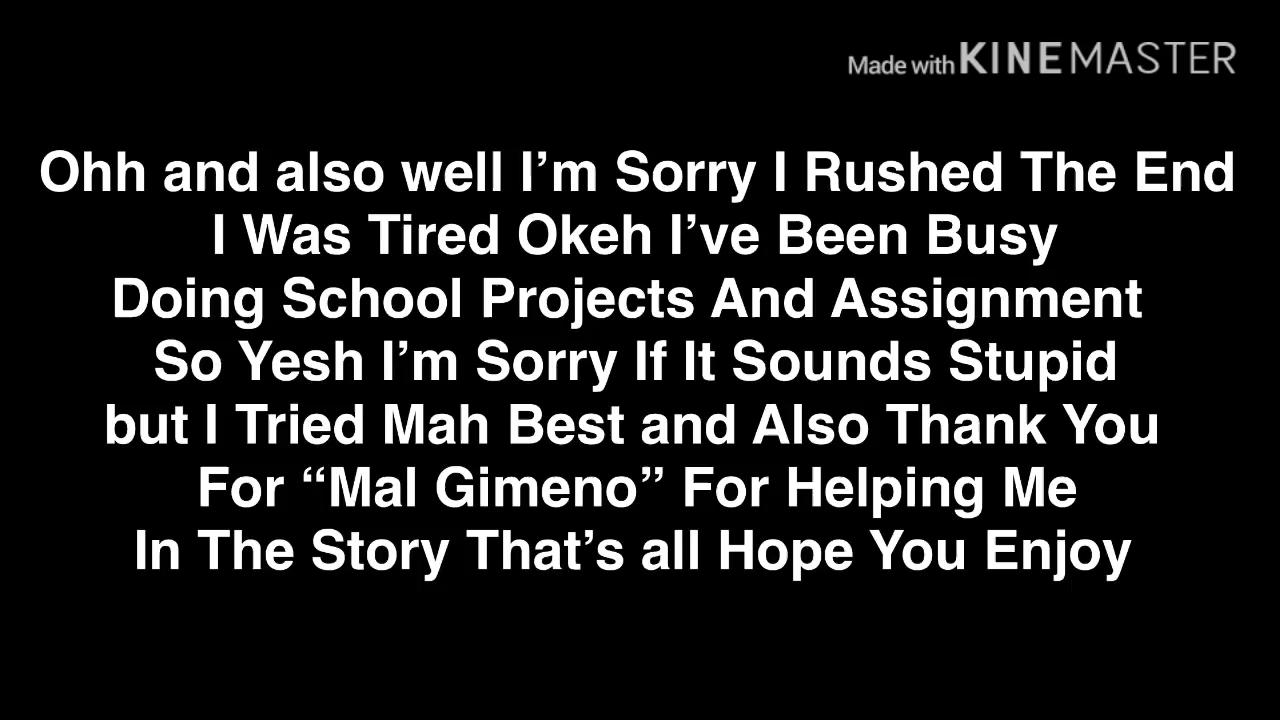 Made with KINEMASTER
Ohh and also well I’m Sorry I Rushed The End
I Was Tired Okeh I’ve Been Busy
Doing School Projects And Assignment
So Yesh I’m Sorry If It Sounds Stupid
but I Tried Mah Best and Also Thank You
For “Mal Gimeno” For Helping Me
In The Story That’s all Hope You Enjoy